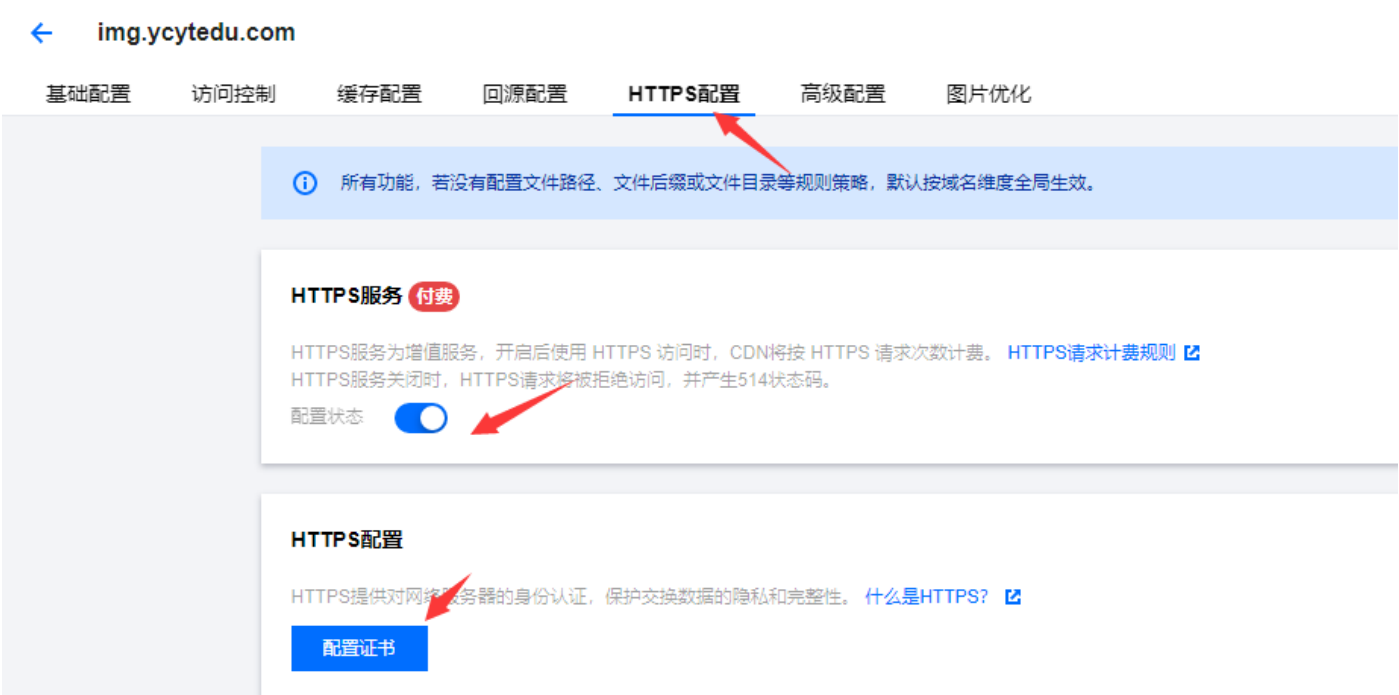 img.ycytedu.com
基础配置 访问控制 缓存配置 回源配置 HTTPS配置 高级配置 图片优化
所有功能，若没有配置文件路径、文件后缀或文件目录等规则策略，默认按域名维度全局生效。
HTTPS服务 付费
HTTPS服务为增值服务，开启后使用 HTTPS 访问时，CDN将按 HTTPS 请求次数计费。 HTTPS请求计费规则
HTTPS服务关闭时，HTTPS请求将被拒绝访问，并产生514状态码。
配置状态
HTTPS配置
HTTPS提供对网络服务器的身份认证，保护交换数据的隐私和完整性。 什么是HTTPS？
配置证书